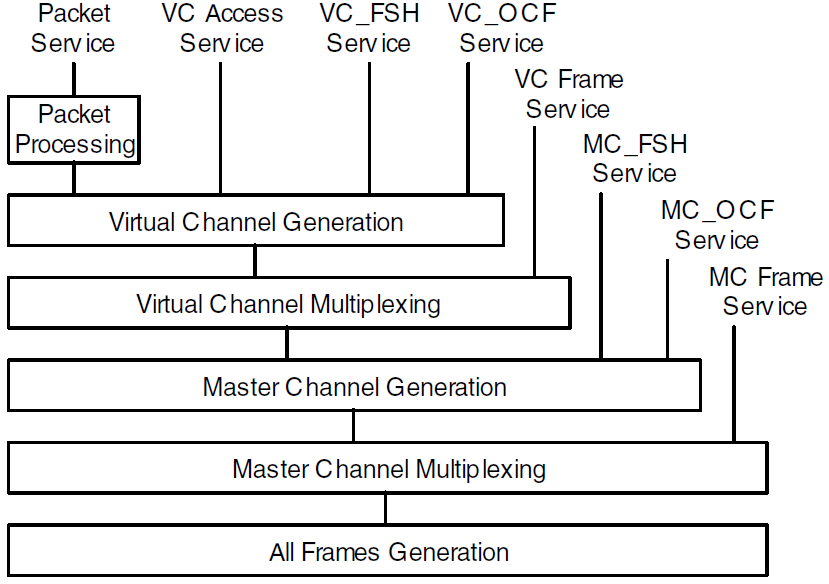 Packet
Service
VC Access
Service
VC_FSH
Service
VC_OCF
Service
VC Frame
Service
Packet
Processing
MC_FSH
Service
Virtual Channel Generation
MC_OCF
Service
MC Frame
Service
Virtual Channel Multiplexing
Master Channel Generation
Master Channel Multiplexing
All Frames Generation